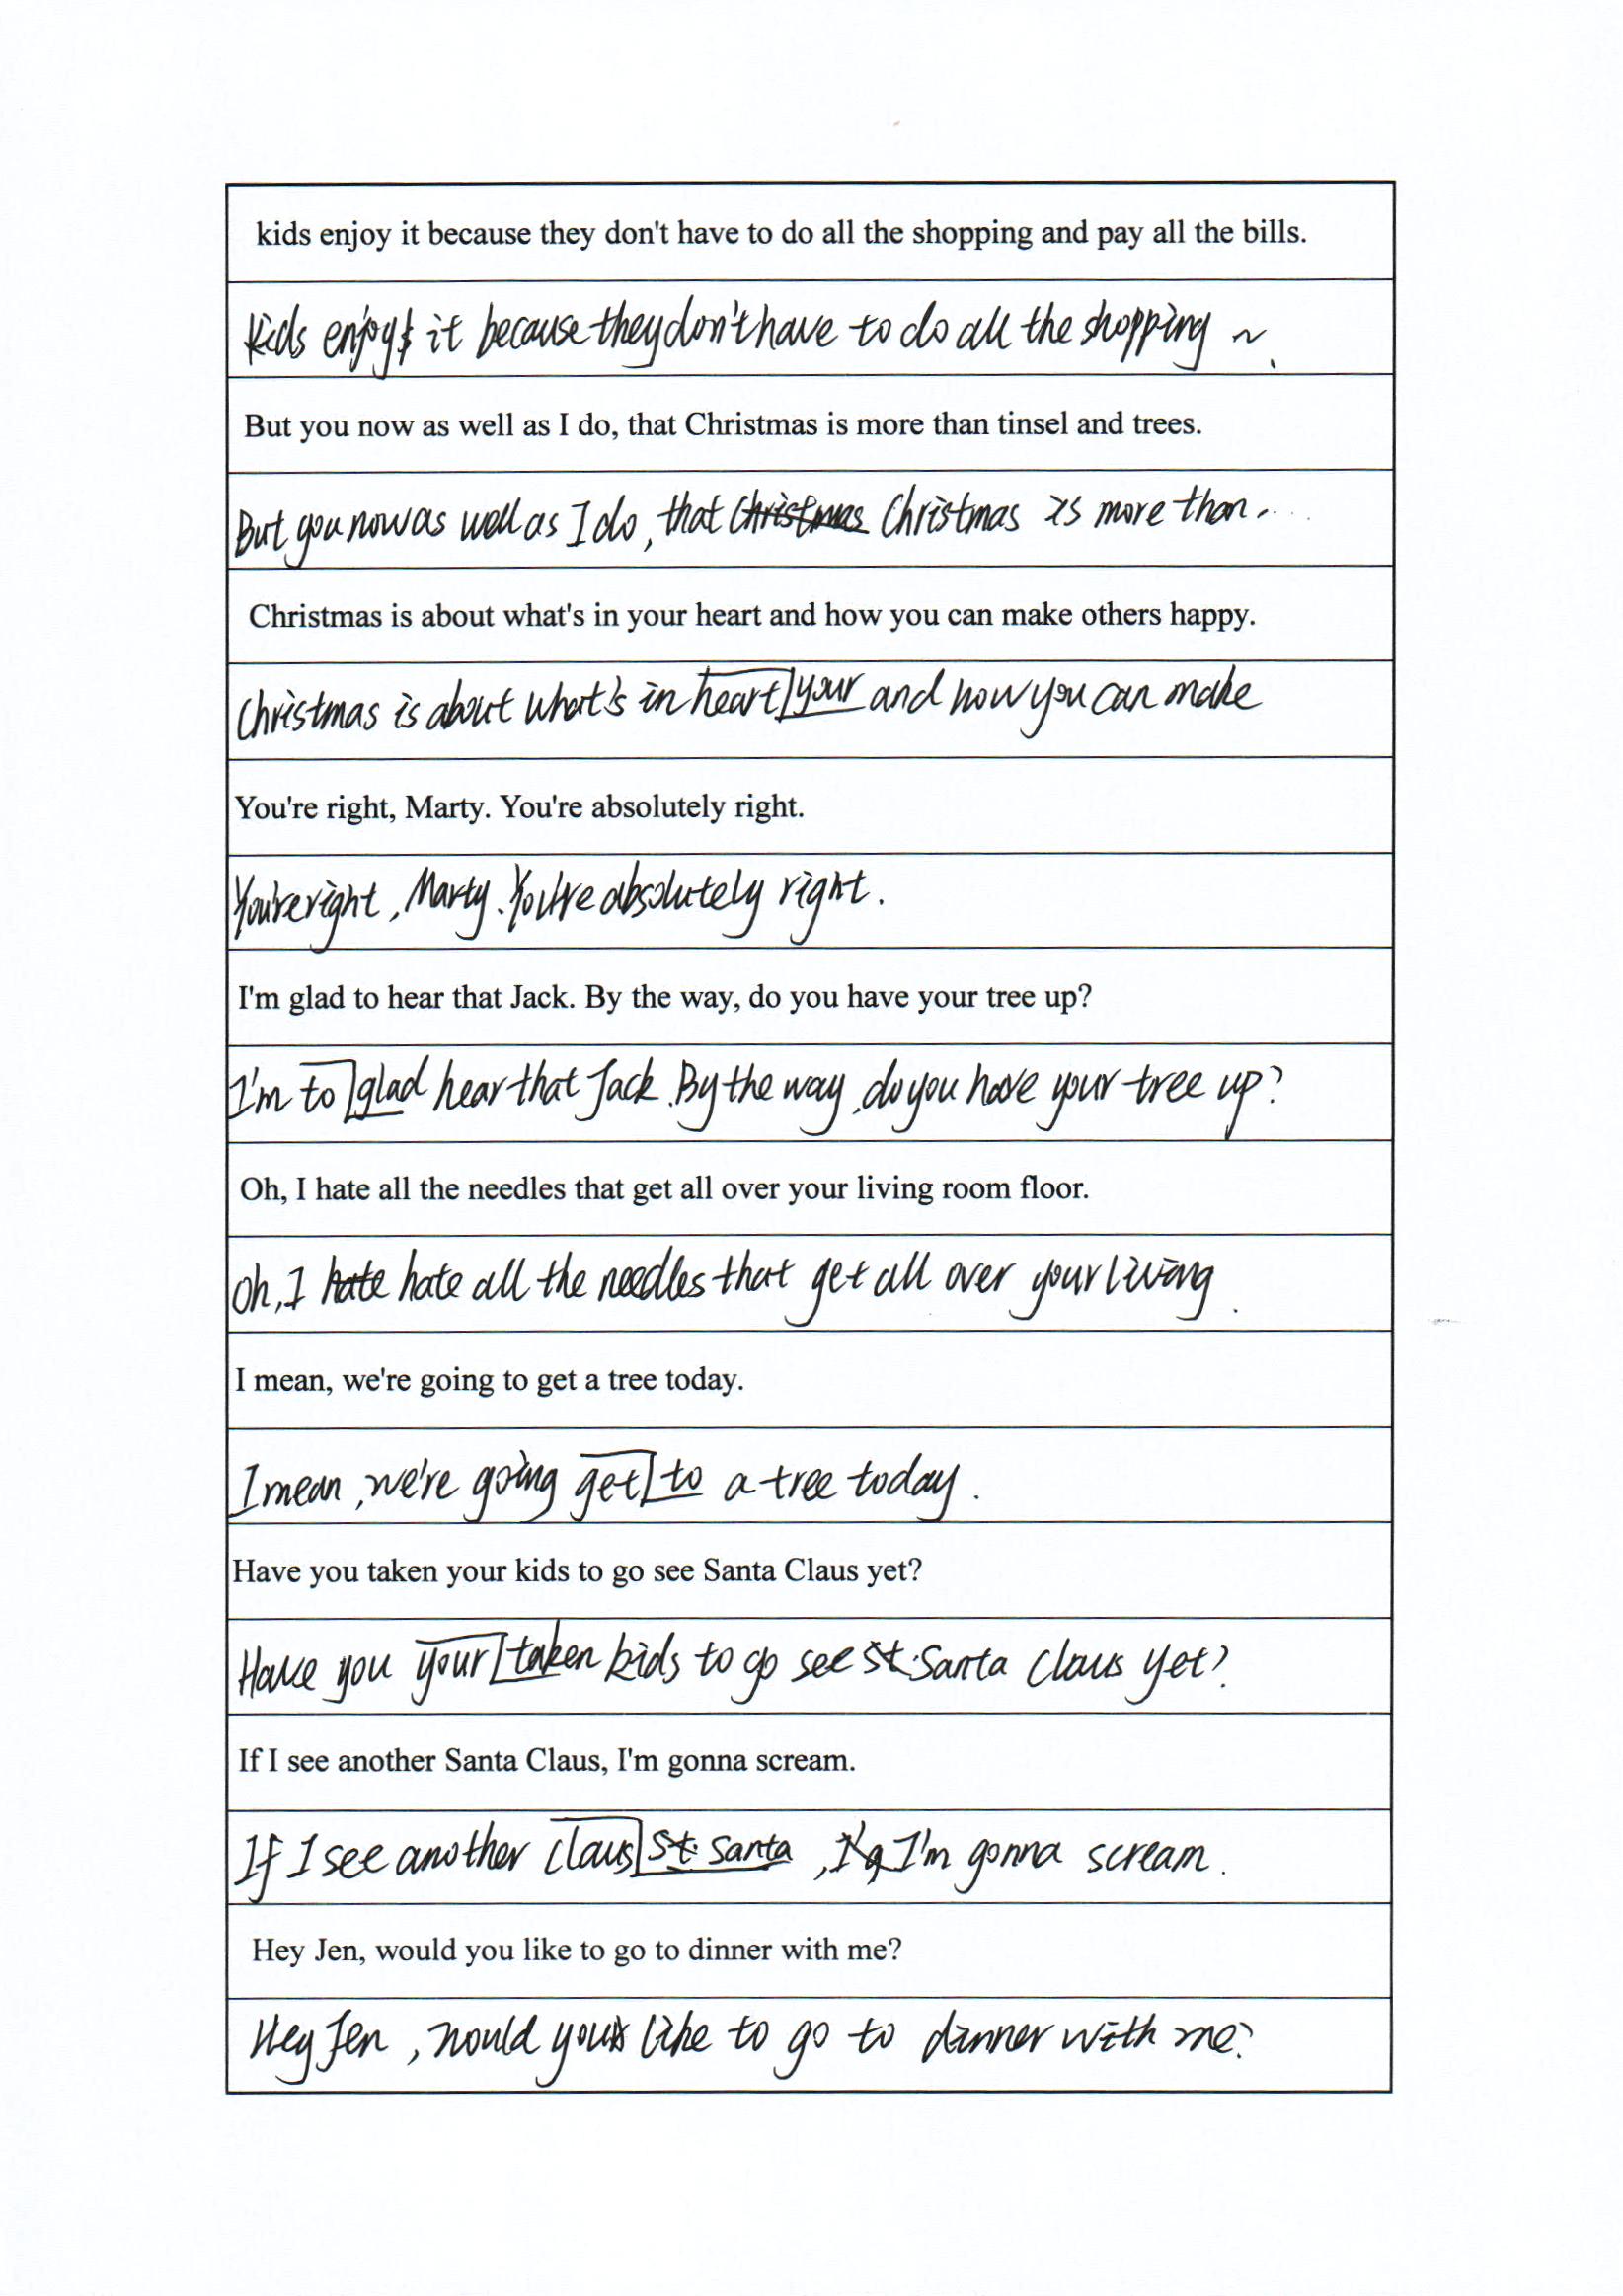 kids enjoy it because they don't have to do all the shopping and pay all the bills.
Kids enjoy it because they don't have to do all the shopping ~.
But you now as well as I do, that Christmas is more than tinsel and trees.
But you now as well as I do, that Christmas Christmas is more than....
Christmas is about what's in your heart and how you can make others happy.
Christmas is about what's in heart your and how you can make
You're right, Marty. You're absolutely right.
You're right, Marty. You're absolutely right.
I'm glad to hear that Jack. By the way, do you have your tree up?
I'm to glad hear that Jack. By the way, do you have your tree up?
Oh, I hate all the needles that get all over your living room floor.
Oh, I hate hate all the needles that get all over your living.
I mean, we're going to get a tree today.
I mean, we're going get to a tree today.
Have you taken your kids to go see Santa Claus yet?
Have you your taken kids to go see St. Santa Claus yet?
If I see another Santa Claus, I'm gonna scream.
If I see another Claus St. Santa, I'm gonna scream.
Hey Jen, would you like to go to dinner with me?
Hey Jen, would you like to go to dinner with me?